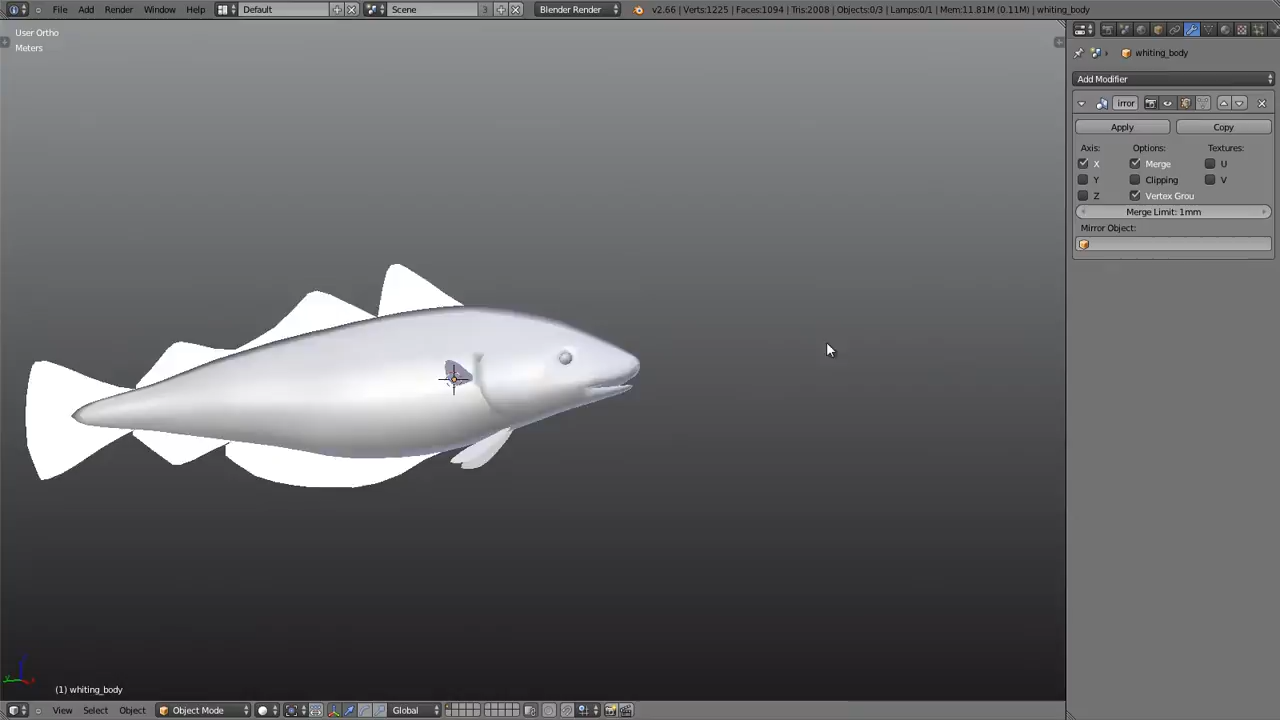 File Add Render Window Help Default Scene 3 Blender Render v2.66 | Verts:1225 | Faces:1094 | Tris:2008 | Objects:0/3 | Lamps:0/1 | Mem:11.81M (0.11M) | whiting_body
User Ortho
Meters
whiting_body
Add Modifier
irror
Apply Copy
Axis: Options: Textures:
X Merge U
Y Clipping V
Z Vertex Grou
Merge Limit: 1mm
Mirror Object:
(1) whiting_body
View Select Object Object Mode Global